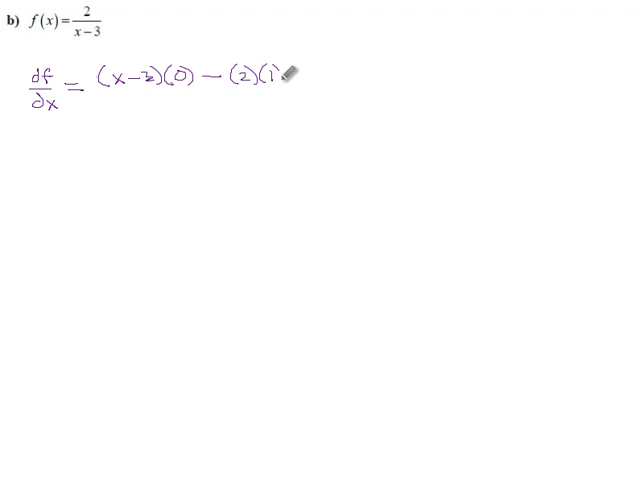 b) f(x) = 2/(x−3)
df/dx = (x−3)(0) − (2)(1)